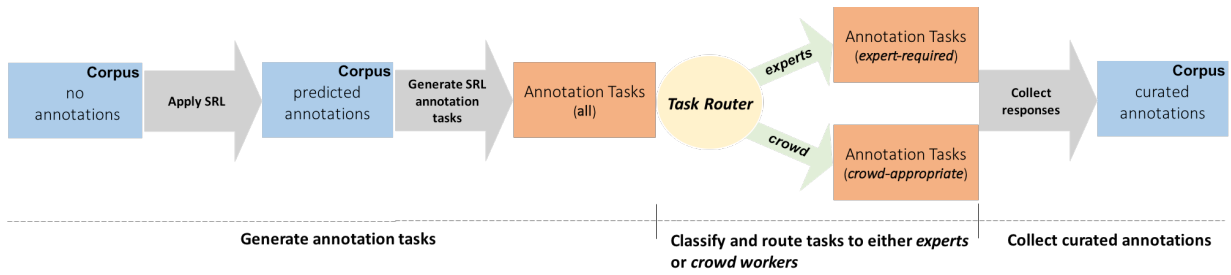 Corpus
no
annotations
Apply SRL
Corpus
predicted
annotations
Generate SRL
annotation
tasks
Annotation Tasks
(all)
Task Router
experts
crowd
Annotation Tasks
(expert-required)
Annotation Tasks
(crowd-appropriate)
Collect
responses
Corpus
curated
annotations
Generate annotation tasks
Classify and route tasks to either experts
or crowd workers
Collect curated annotations